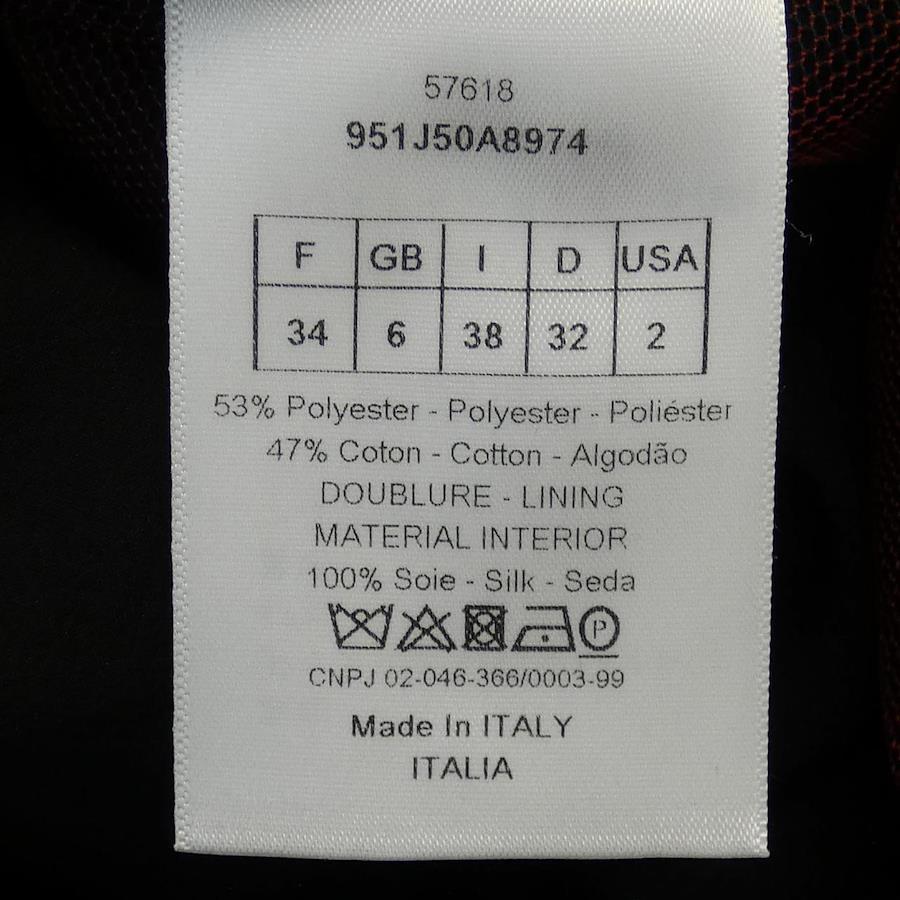 57618
951J50A8974
F GB I D USA
34 6 38 32 2
53% Polyester - Polyester - Poliéster
47% Coton - Cotton - Algodão
DOUBLURE - LINING
MATERIAL INTERIOR
100% Soie - Silk - Seda
P
CNPJ 02-046-366/0003-99
Made In ITALY
ITALIA